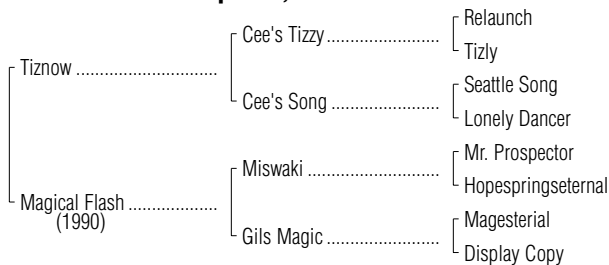 Relaunch
Cee's Tizzy ..........................
Tizly
Tiznow .................................
Seattle Song
Cee's Song .........................
Lonely Dancer
Mr. Prospector
Miswaki ................................
Hopespringseternal
Magical Flash .....................
(1990)
Magesterial
Gils Magic ...........................
Display Copy